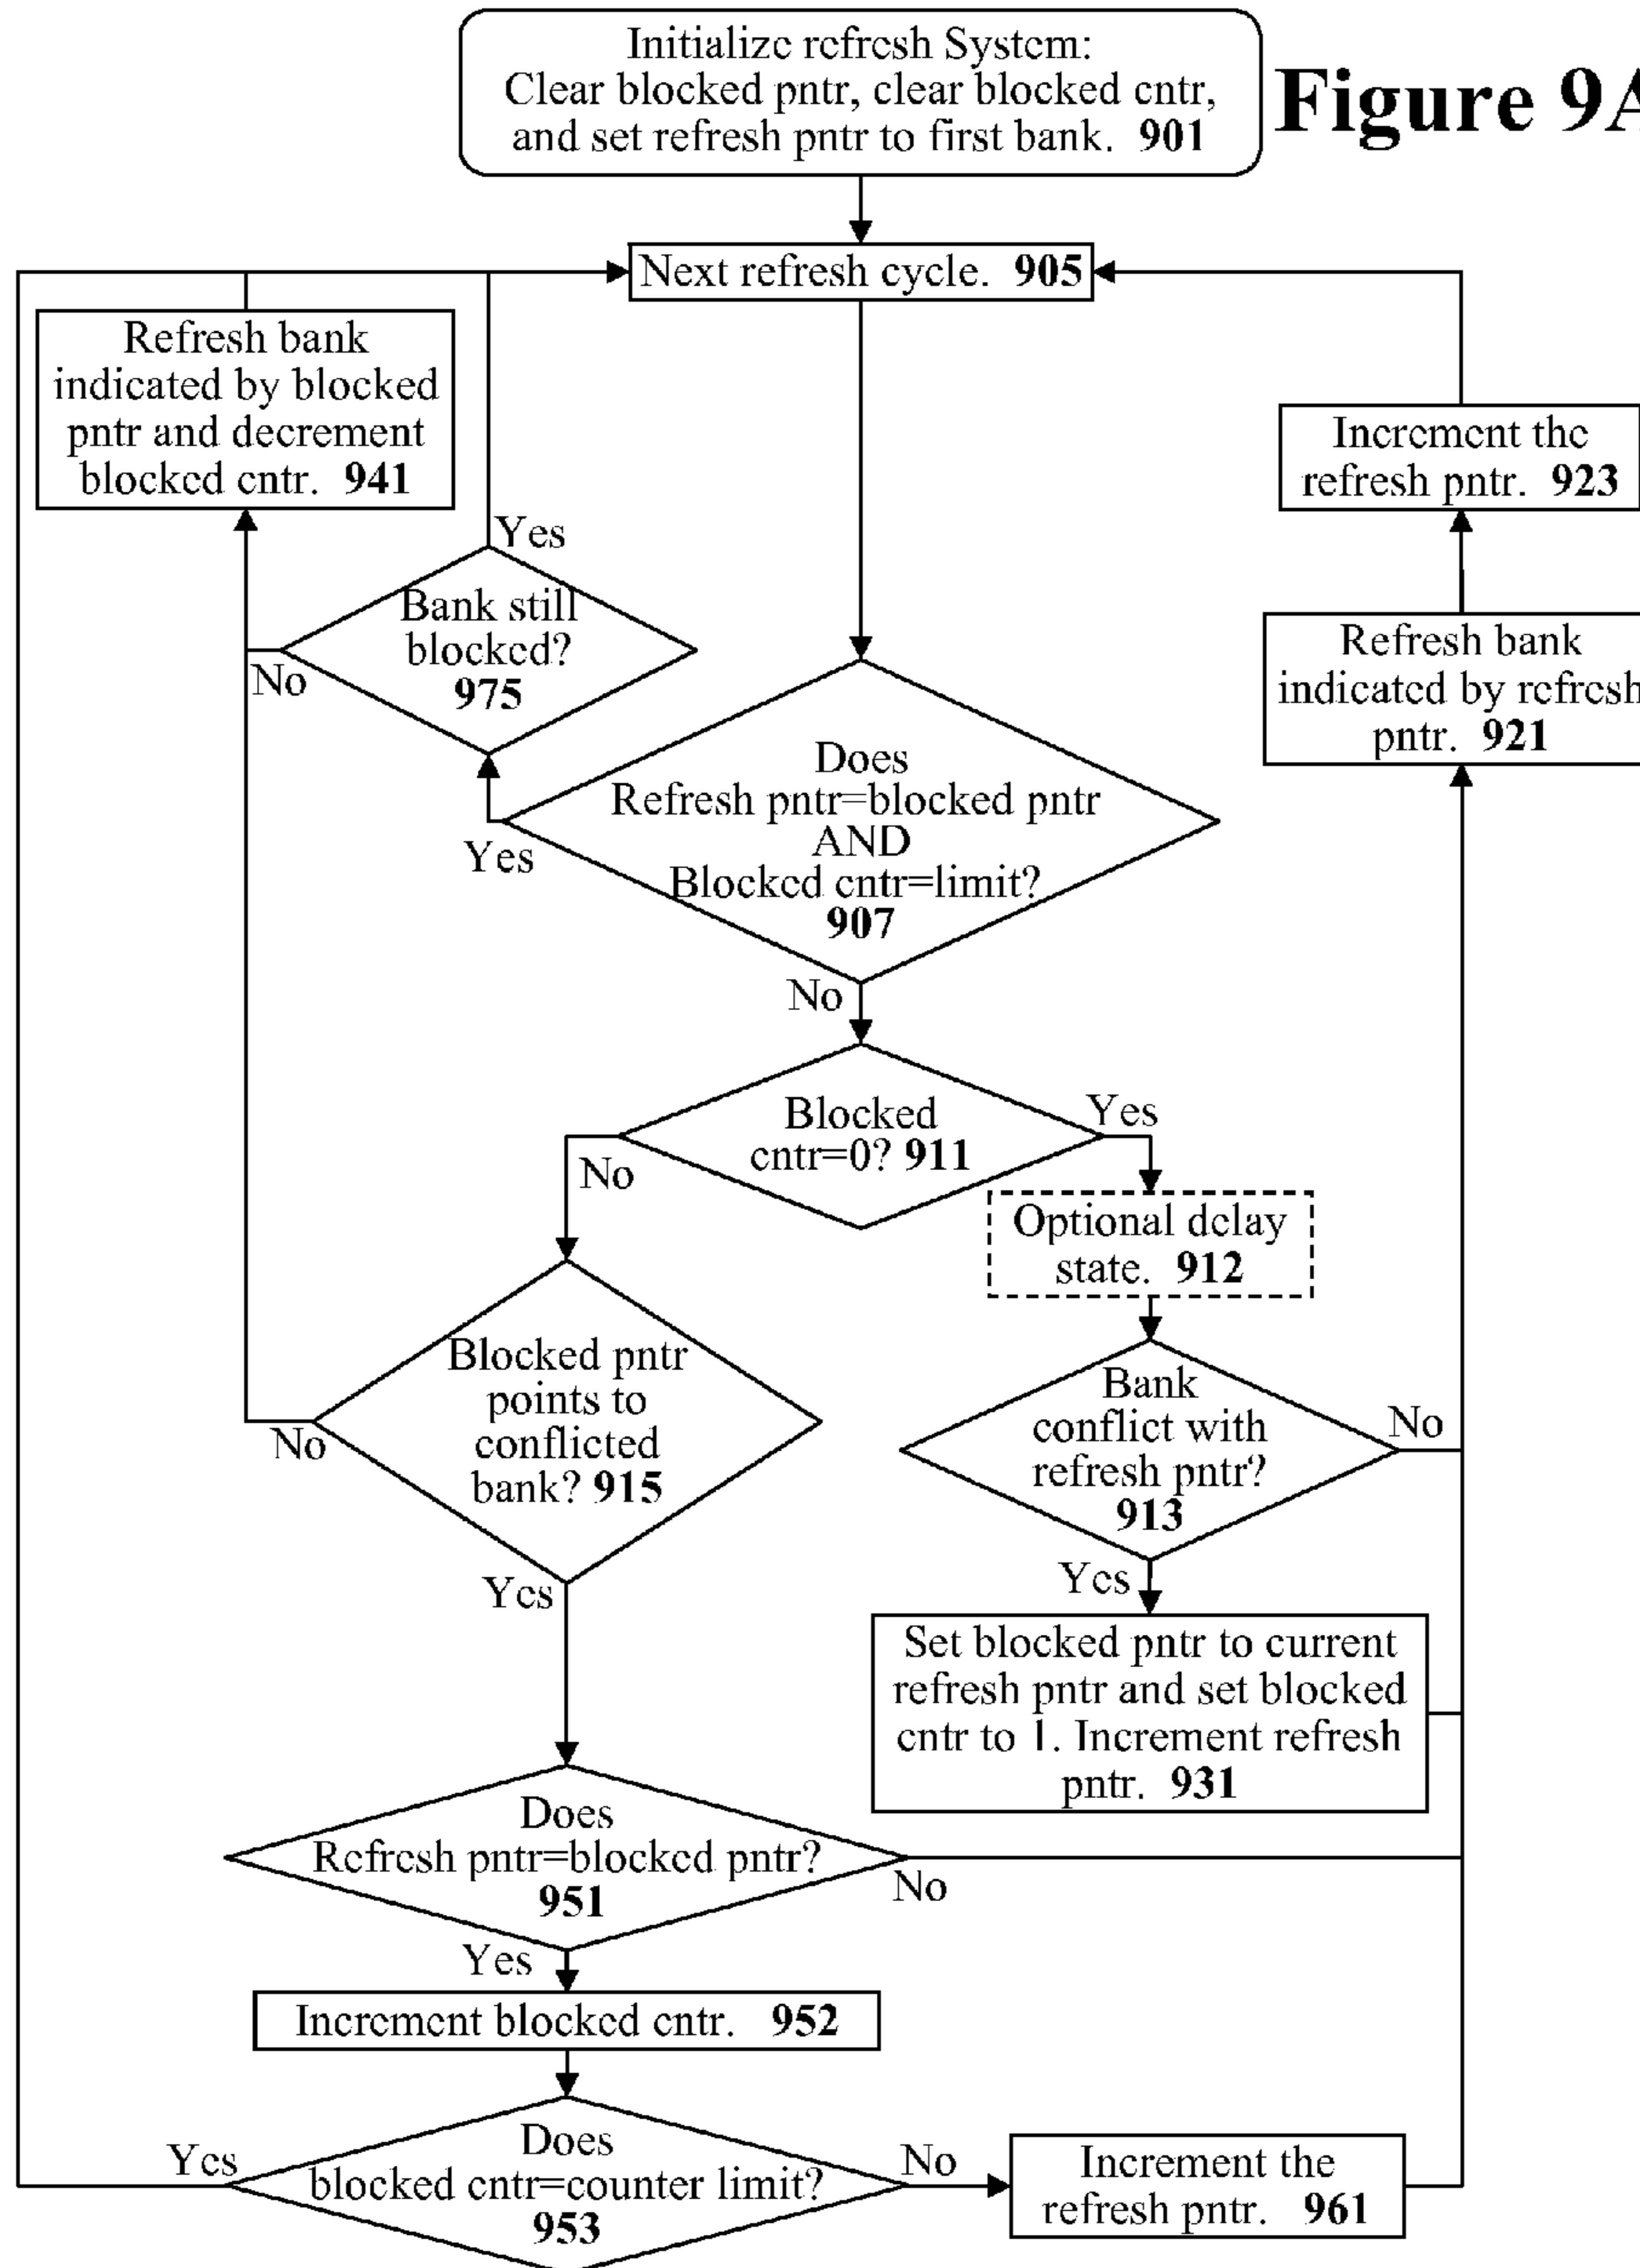 Initialize refresh System:
Clear blocked pntr, clear blocked cntr,
and set refresh pntr to first bank. 901
Figure 9A
Next refresh cycle. 905
Refresh bank
indicated by blocked
pntr and decrement
blocked cntr. 941
Increment the
refresh pntr. 923
Yes
Bank still
blocked?
975
No
Refresh bank
indicated by refresh
pntr. 921
Does
Refresh pntr=blocked pntr
AND
Blocked cntr=limit?
907
Yes
No
Blocked
cntr=0? 911
Yes
No
Optional delay
state. 912
Blocked pntr
points to
conflicted
bank? 915
No
Yes
Bank
conflict with
refresh pntr?
913
No
Yes
Set blocked pntr to current
refresh pntr and set blocked
cntr to 1. Increment refresh
pntr. 931
Does
Refresh pntr=blocked pntr?
951
No
Yes
Increment blocked cntr. 952
Does
blocked cntr=counter limit?
953
Yes
No
Increment the
refresh pntr. 961